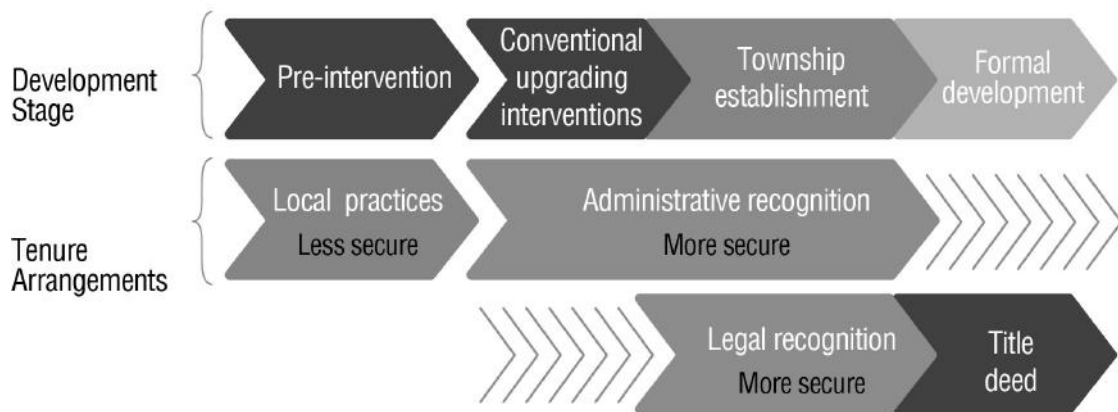 Development
Stage
Pre-intervention
Conventional
upgrading
interventions
Township
establishment
Formal
development
Tenure
Arrangements
Local practices
Less secure
Administrative recognition
More secure
Legal recognition
More secure
Title
deed